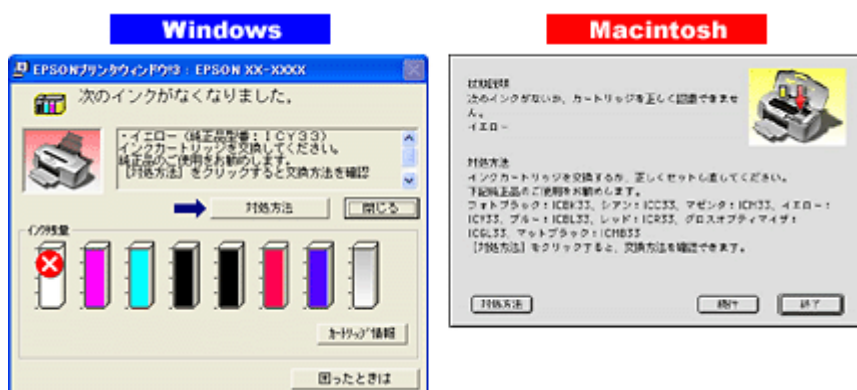 Windows
EPSONプリンタウィンドウ!3 : EPSON XX-XXXX
次のインクがなくなりました。
・イエロー（純正品型番：ICY33）
インクカートリッジを交換してください。
純正品のご使用をお勧めします。
［対処方法］をクリックすると交換方法を確認
対処方法
閉じる
インク残量
カートリッジ情報
困ったときは
Macintosh
状況説明
次のインクがないか、カートリッジを正しく認識できませ
ん。
イエロー
対処方法
インクカートリッジを交換するか、正しくセットし直してください。
下記純正品のご使用をお勧めします。
フォトブラック：ICBK33、シアン：ICC33、マゼンタ：ICM33、イエロー：
ICY33、ブルー：ICBL33、レッド：ICR33、グロスオプティマイザ：
ICGL33、マットブラック：ICMB33
［対処方法］をクリックすると、交換方法を確認できます。
対処方法
続行
終了